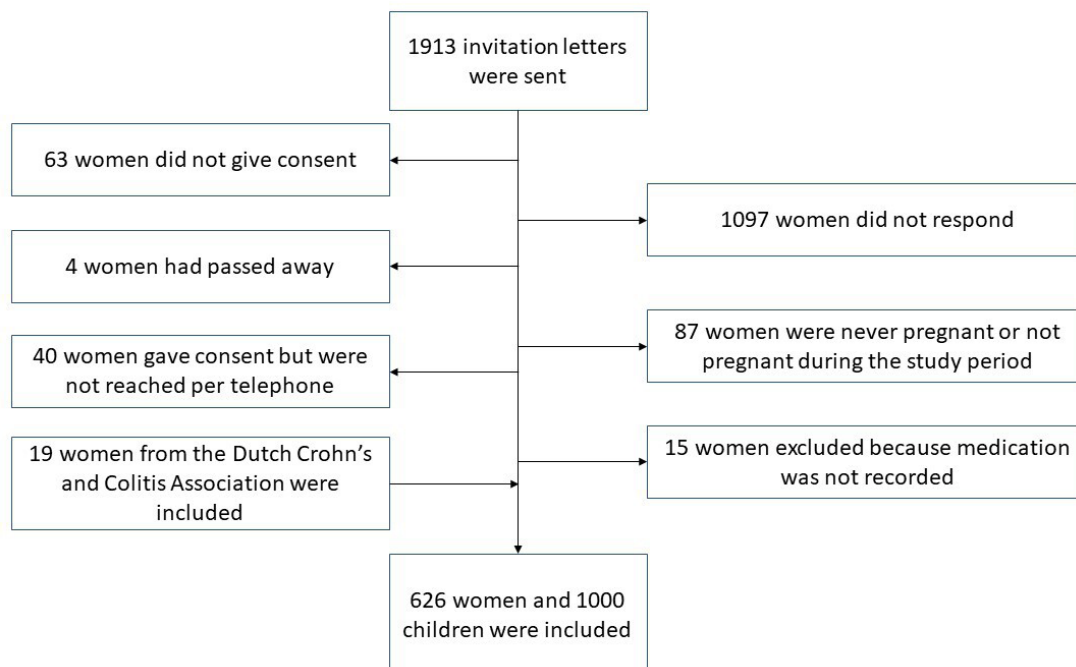 1913 invitation letters
were sent
63 women did not give consent
1097 women did not respond
4 women had passed away
87 women were never pregnant or not
pregnant during the study period
40 women gave consent but were
not reached per telephone
15 women excluded because medication
was not recorded
19 women from the Dutch Crohn’s
and Colitis Association were
included
626 women and 1000
children were included